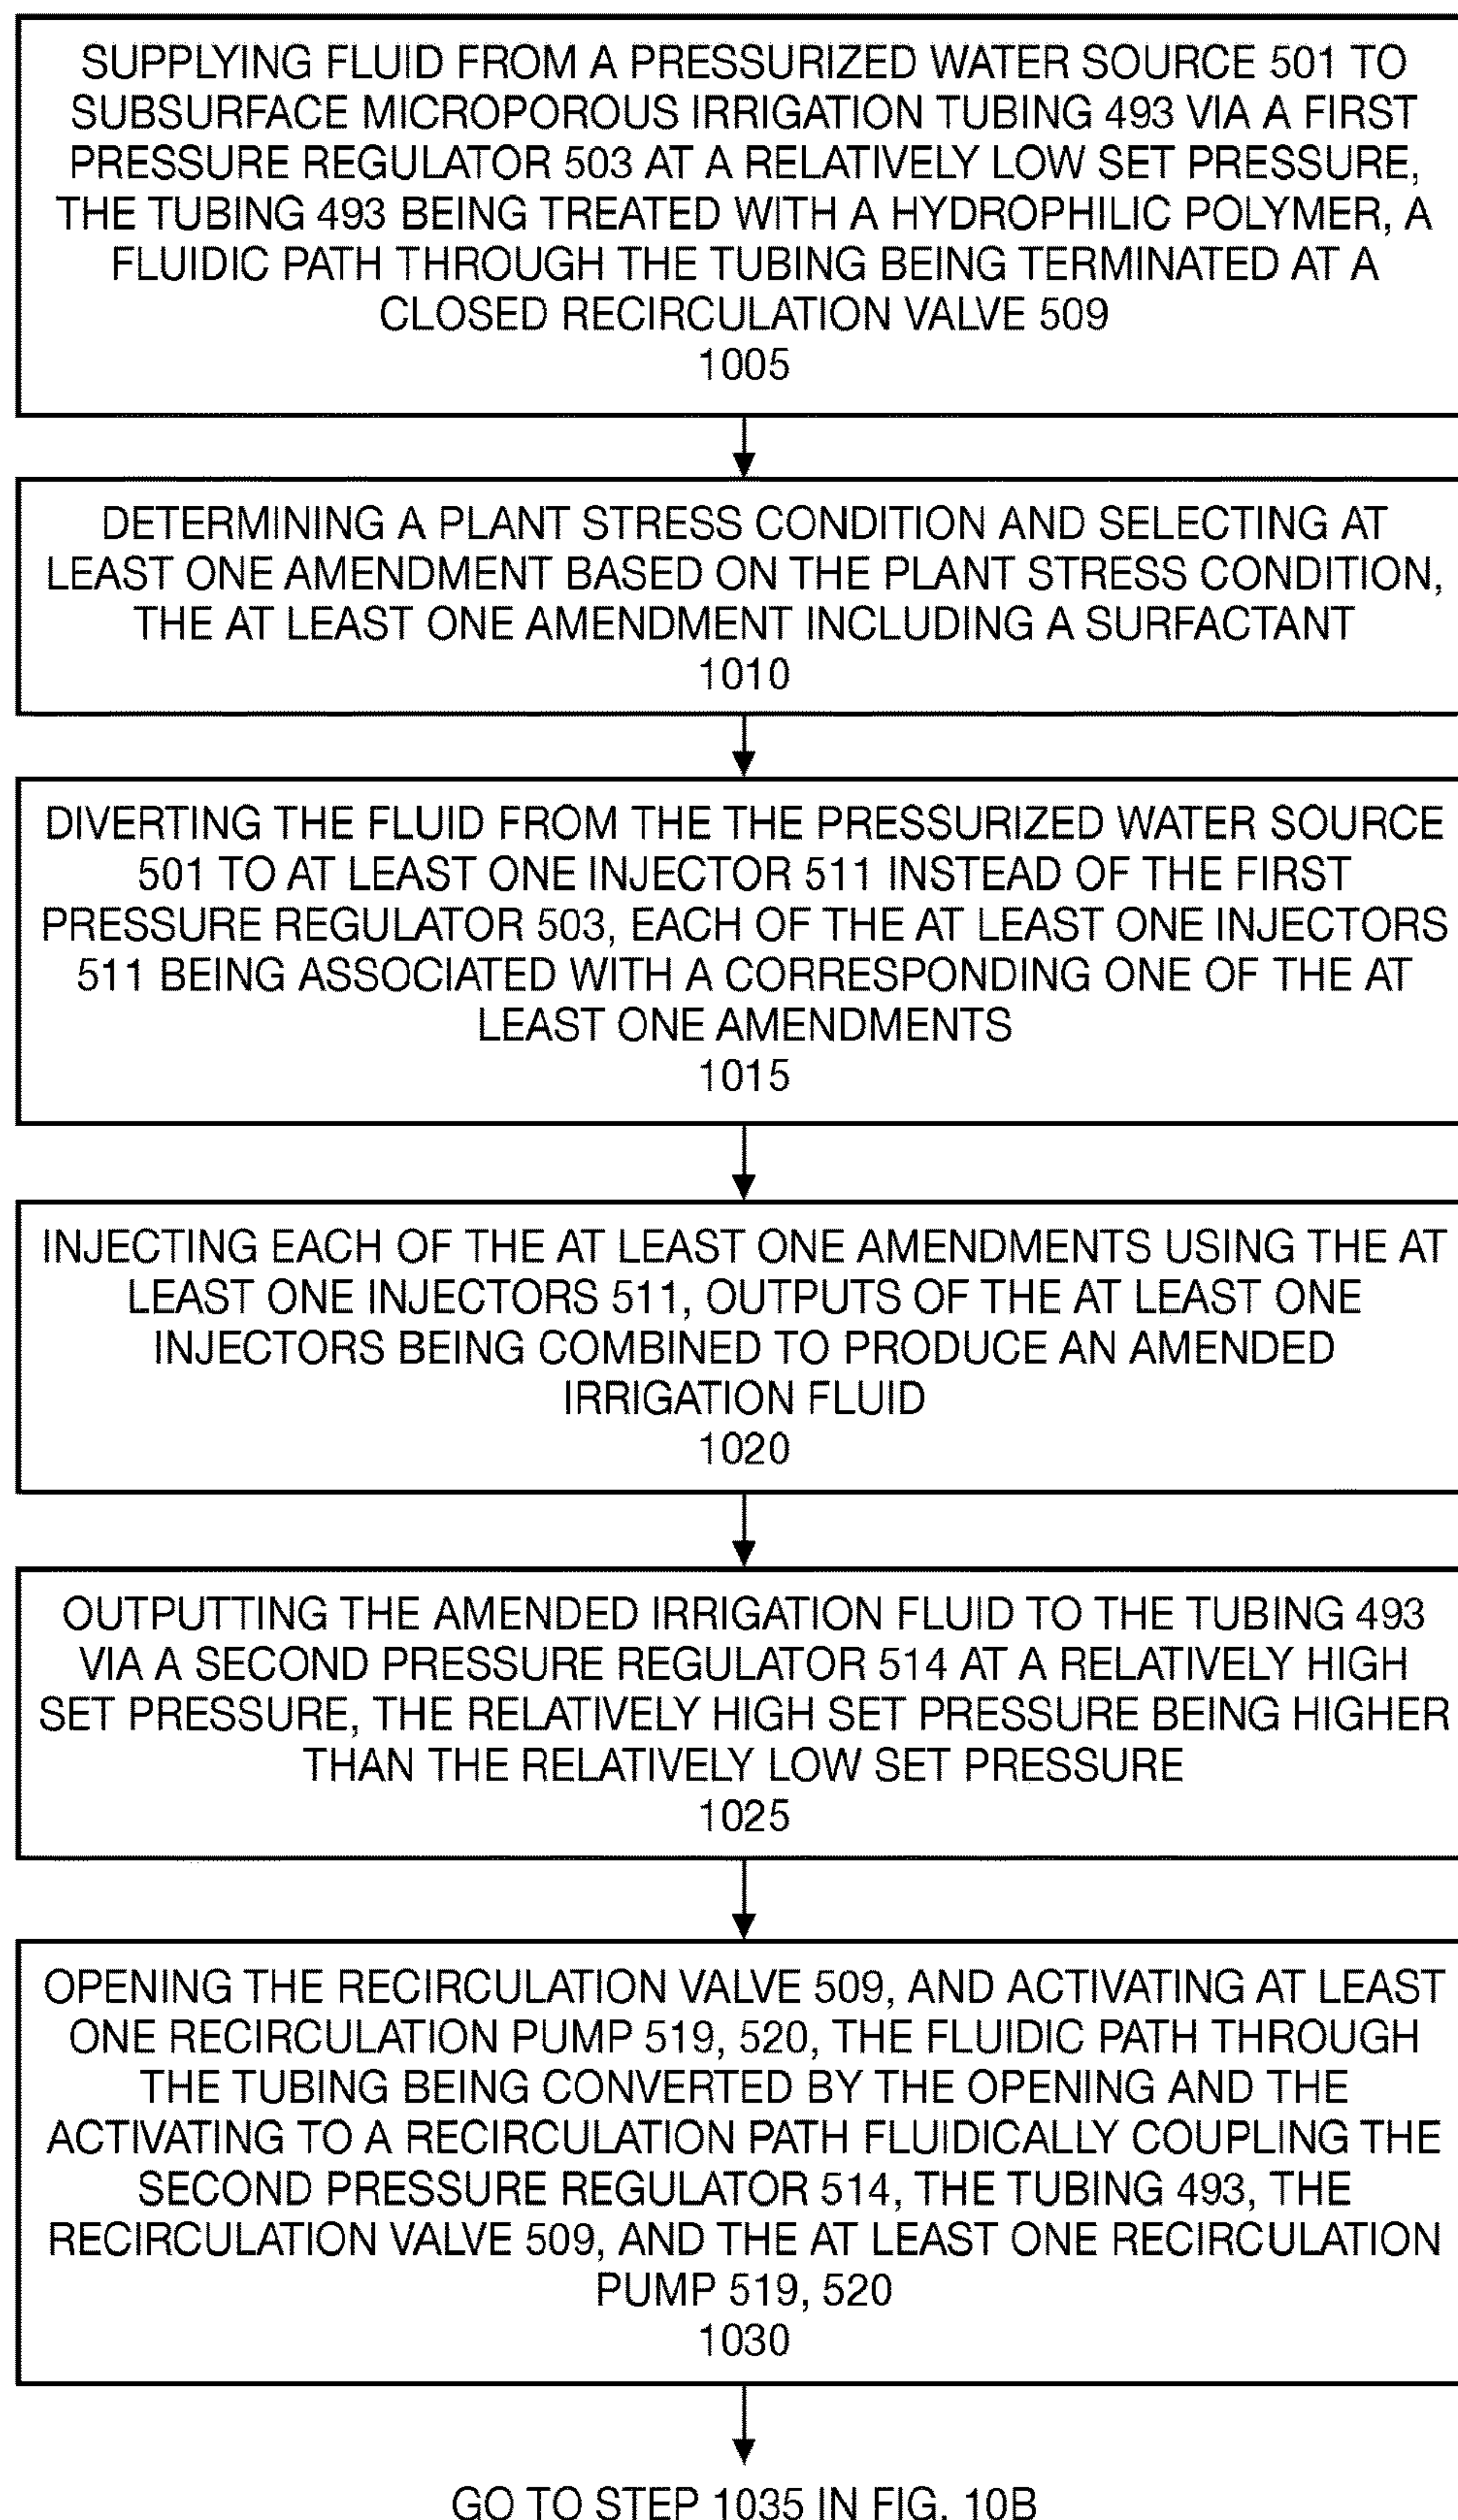 SUPPLYING FLUID FROM A PRESSURIZED WATER SOURCE 501 TO
SUBSURFACE MICROPOROUS IRRIGATION TUBING 493 VIA A FIRST
PRESSURE REGULATOR 503 AT A RELATIVELY LOW SET PRESSURE,
THE TUBING 493 BEING TREATED WITH A HYDROPHILIC POLYMER, A
FLUIDIC PATH THROUGH THE TUBING BEING TERMINATED AT A
CLOSED RECIRCULATION VALVE 509
1005
DETERMINING A PLANT STRESS CONDITION AND SELECTING AT
LEAST ONE AMENDMENT BASED ON THE PLANT STRESS CONDITION,
THE AT LEAST ONE AMENDMENT INCLUDING A SURFACTANT
1010
DIVERTING THE FLUID FROM THE THE PRESSURIZED WATER SOURCE
501 TO AT LEAST ONE INJECTOR 511 INSTEAD OF THE FIRST
PRESSURE REGULATOR 503, EACH OF THE AT LEAST ONE INJECTORS
511 BEING ASSOCIATED WITH A CORRESPONDING ONE OF THE AT
LEAST ONE AMENDMENTS
1015
INJECTING EACH OF THE AT LEAST ONE AMENDMENTS USING THE AT
LEAST ONE INJECTORS 511, OUTPUTS OF THE AT LEAST ONE
INJECTORS BEING COMBINED TO PRODUCE AN AMENDED
IRRIGATION FLUID
1020
OUTPUTTING THE AMENDED IRRIGATION FLUID TO THE TUBING 493
VIA A SECOND PRESSURE REGULATOR 514 AT A RELATIVELY HIGH
SET PRESSURE, THE RELATIVELY HIGH SET PRESSURE BEING HIGHER
THAN THE RELATIVELY LOW SET PRESSURE
1025
OPENING THE RECIRCULATION VALVE 509, AND ACTIVATING AT LEAST
ONE RECIRCULATION PUMP 519, 520, THE FLUIDIC PATH THROUGH
THE TUBING BEING CONVERTED BY THE OPENING AND THE
ACTIVATING TO A RECIRCULATION PATH FLUIDICALLY COUPLING THE
SECOND PRESSURE REGULATOR 514, THE TUBING 493, THE
RECIRCULATION VALVE 509, AND THE AT LEAST ONE RECIRCULATION
PUMP 519, 520
1030
GO TO STEP 1035 IN FIG. 10B